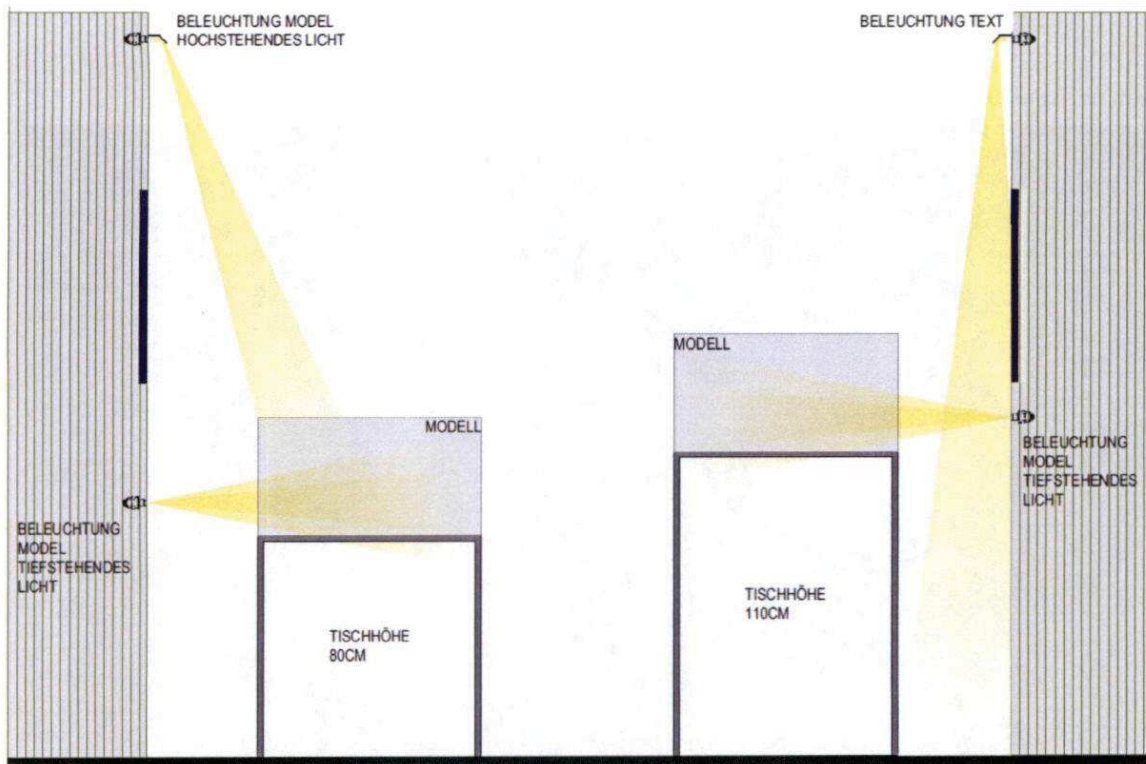 BELEUCHTUNG MODEL
HOCHSTEHENDES LICHT
BELEUCHTUNG TEXT
MODELL
MODELL
BELEUCHTUNG
MODEL
TIEFSTEHENDES
LICHT
BELEUCHTUNG
MODEL
TIEFSTEHENDES
LICHT
TISCHHÖHE
110CM
TISCHHÖHE
80CM